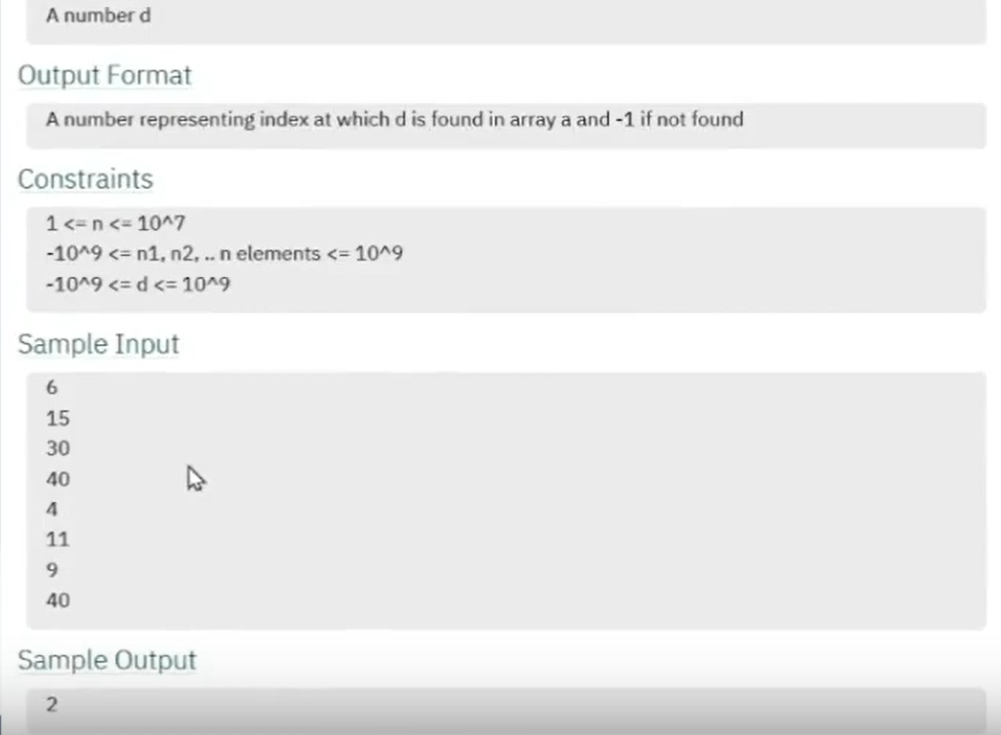 A number d
Output Format
A number representing index at which d is found in array a and -1 if not found
Constraints
1 <= n <= 10^7
-10^9 <= n1, n2, .. n elements <= 10^9
-10^9 <= d <= 10^9
Sample Input
6
15
30
40
4
11
9
40
Sample Output
2